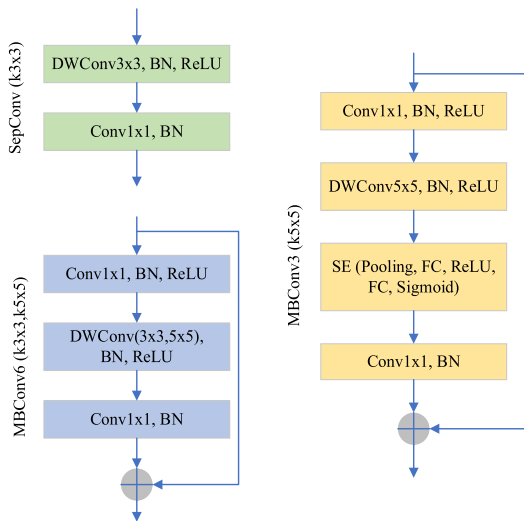 SepConv (k3x3)
DWConv3x3, BN, ReLU
Conv1x1, BN
MBConv6 (k3x3,k5x5)
Conv1x1, BN, ReLU
DWConv(3x3,5x5),
BN, ReLU
Conv1x1, BN
MBConv3 (k5x5)
Conv1x1, BN, ReLU
DWConv5x5, BN, ReLU
SE (Pooling, FC, ReLU,
FC, Sigmoid)
Conv1x1, BN